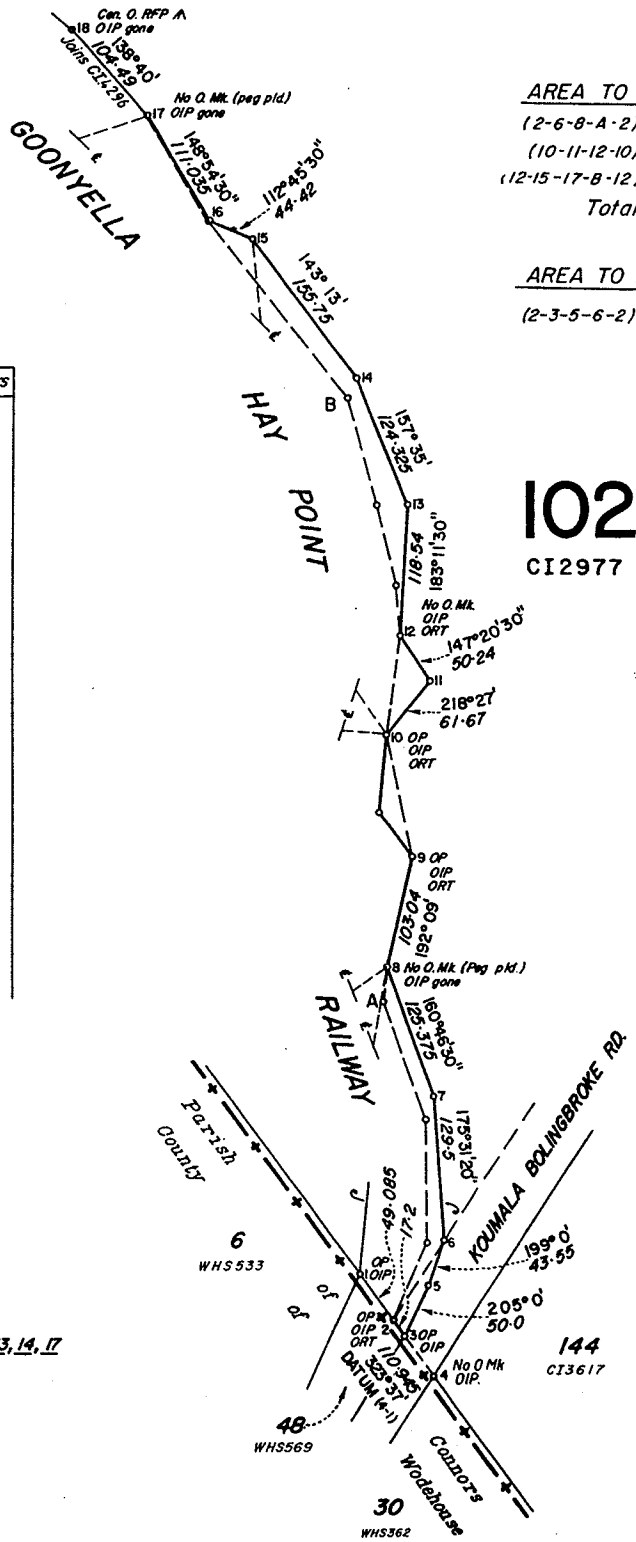 18 Cen. O. RFP
OIP gone
138°40'
104·49
Joins CI.4296
No O. Mk. (peg pld.)
17 OIP gone
AREA TO
(2-6-8-A-2)
(10-11-12-10)
(12-15-17-B-12)
Total
AREA TO
(2-3-5-6-2)
GOONYELLA
148°54'30"
111·035
112°45'30"
44·42
16
15
143°13'
155·75
14
B
HAY
POINT
157°35'
124·325
13
102
CI2977
118·54
183°11'30"
No O. Mk.
12 OIP
ORT
147°20'30"
50·24
11
218°27'
61·67
10 OP
OIP
ORT
9 OP
OIP
ORT
103·04
192°09'
8 No O. Mk (Peg pld.)
OIP gone
A
RAILWAY
160°46'30"
125·375
7
175°31'20"
129·5
KOUMALA BOLINGBROKE RD.
Parish
County
of
of
6
WHS533
49·085
17·2
6
199°0'
43·55
5
1 OP
OIP
205°0'
50·0
OP
OIP 2
ORT
3 OP
OIP
110·945
323°37'
DATUM (4-1)
4 No O Mk
OIP.
144
CI3617
3, 14, 17
48
WHS569
Connors
Wodehouse
30
WHS362